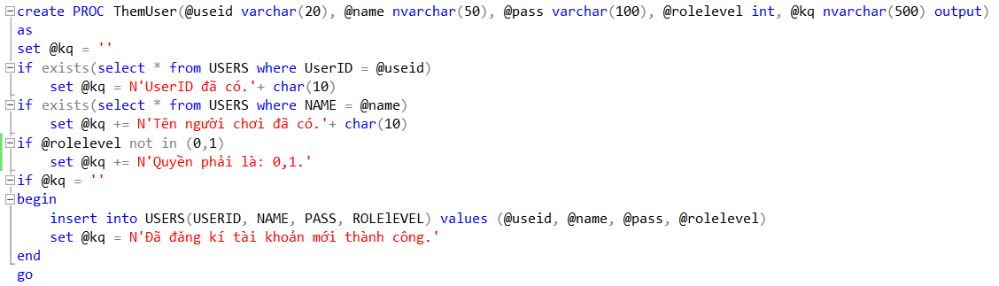 create PROC ThemUser(@useid varchar(20), @name nvarchar(50), @pass varchar(100), @rolelevel int, @kq nvarchar(500) output)
as
set @kq = ''
if exists(select * from USERS where UserID = @useid)
    set @kq = N'UserID đã có.'+ char(10)
if exists(select * from USERS where NAME = @name)
    set @kq += N'Tên người chơi đã có.'+ char(10)
if @rolelevel not in (0,1)
    set @kq += N'Quyền phải là: 0,1.'
if @kq = ''
begin
    insert into USERS(USERID, NAME, PASS, ROLElEVEL) values (@useid, @name, @pass, @rolelevel)
    set @kq = N'Đã đăng kí tài khoản mới thành công.'
end
go